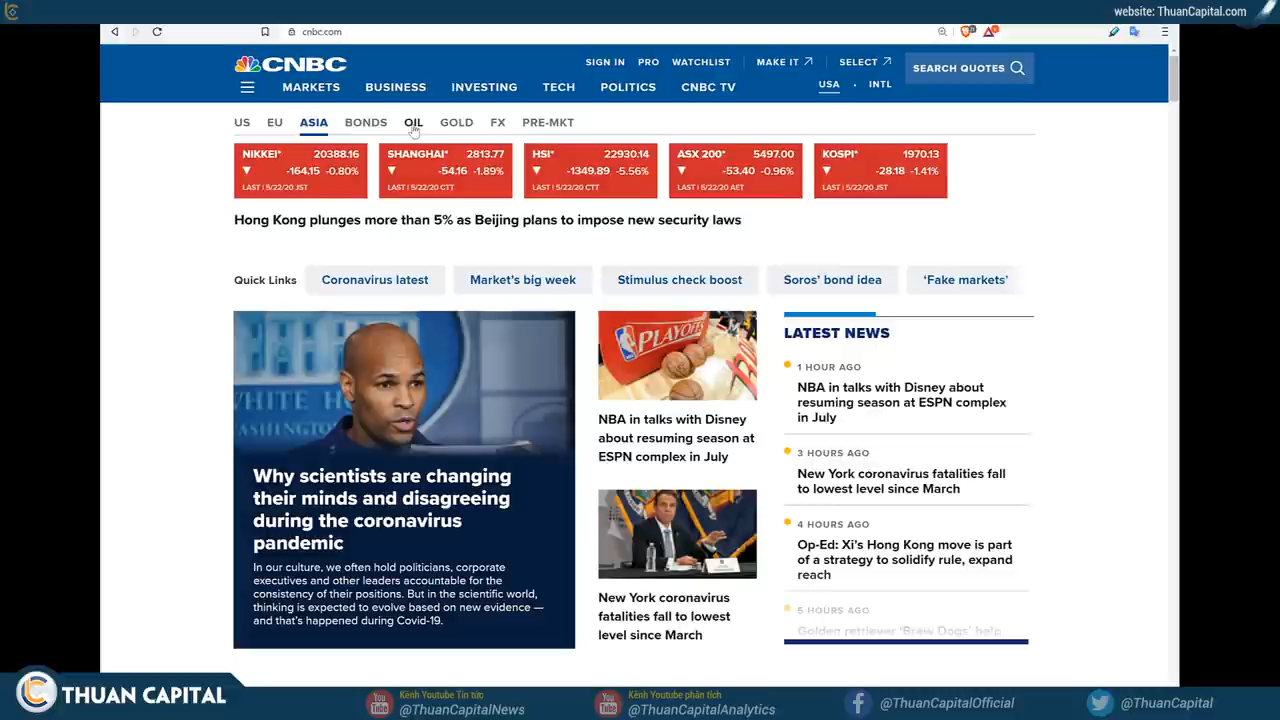 website: ThuanCapital.com
cnbc.com
CNBC
SIGN IN PRO WATCHLIST MAKE IT SELECT
SEARCH QUOTES
MARKETS BUSINESS INVESTING TECH POLITICS CNBC TV
USA · INTL
US EU ASIA BONDS OIL GOLD FX PRE-MKT
NIKKEI* 20388.16
-164.15 -0.80%
LAST | 5/22/20 JST
SHANGHAI* 2813.77
-54.16 -1.89%
LAST | 5/22/20 CTT
HSI* 22930.14
-1349.89 -5.56%
LAST | 5/22/20 CTT
ASX 200* 5497.00
-53.40 -0.96%
LAST | 5/22/20 AET
KOSPI* 1970.13
-28.18 -1.41%
LAST | 5/22/20 JST
Hong Kong plunges more than 5% as Beijing plans to impose new security laws
Quick Links
Coronavirus latest
Market's big week
Stimulus check boost
Soros' bond idea
'Fake markets'
WHITE HOUSE
WASHINGTON
Why scientists are changing
their minds and disagreeing
during the coronavirus
pandemic
In our culture, we often hold politicians, corporate
executives and other leaders accountable for the
consistency of their positions. But in the scientific world,
thinking is expected to evolve based on new evidence —
and that's happened during Covid-19.
PLAYOFFS
NBA in talks with Disney
about resuming season at
ESPN complex in July
New York coronavirus
fatalities fall to lowest
level since March
LATEST NEWS
1 HOUR AGO
NBA in talks with Disney about
resuming season at ESPN complex
in July
3 HOURS AGO
New York coronavirus fatalities fall
to lowest level since March
4 HOURS AGO
Op-Ed: Xi's Hong Kong move is part
of a strategy to solidify rule, expand
reach
5 HOURS AGO
Golden retriever 'Brew Dogs' help
THUAN CAPITAL
Kênh Youtube Tin tức
@ThuanCapitalNews
Kênh Youtube phân tích
@ThuanCapitalAnalytics
@ThuanCapitalOfficial
@ThuanCapital